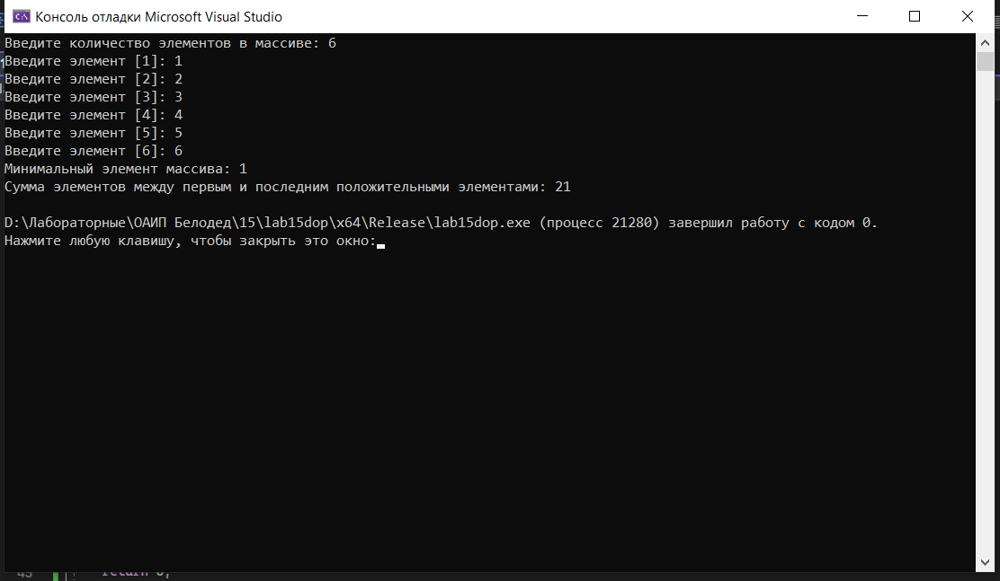 Консоль отладки Microsoft Visual Studio
Введите количество элементов в массиве: 6
Введите элемент [1]: 1
Введите элемент [2]: 2
Введите элемент [3]: 3
Введите элемент [4]: 4
Введите элемент [5]: 5
Введите элемент [6]: 6
Минимальный элемент массива: 1
Сумма элементов между первым и последним положительными элементами: 21
D:\Лабораторные\ОАИП Белодед\15\lab15dop\x64\Release\lab15dop.exe (процесс 21280) завершил работу с кодом 0.
Нажмите любую клавишу, чтобы закрыть это окно: